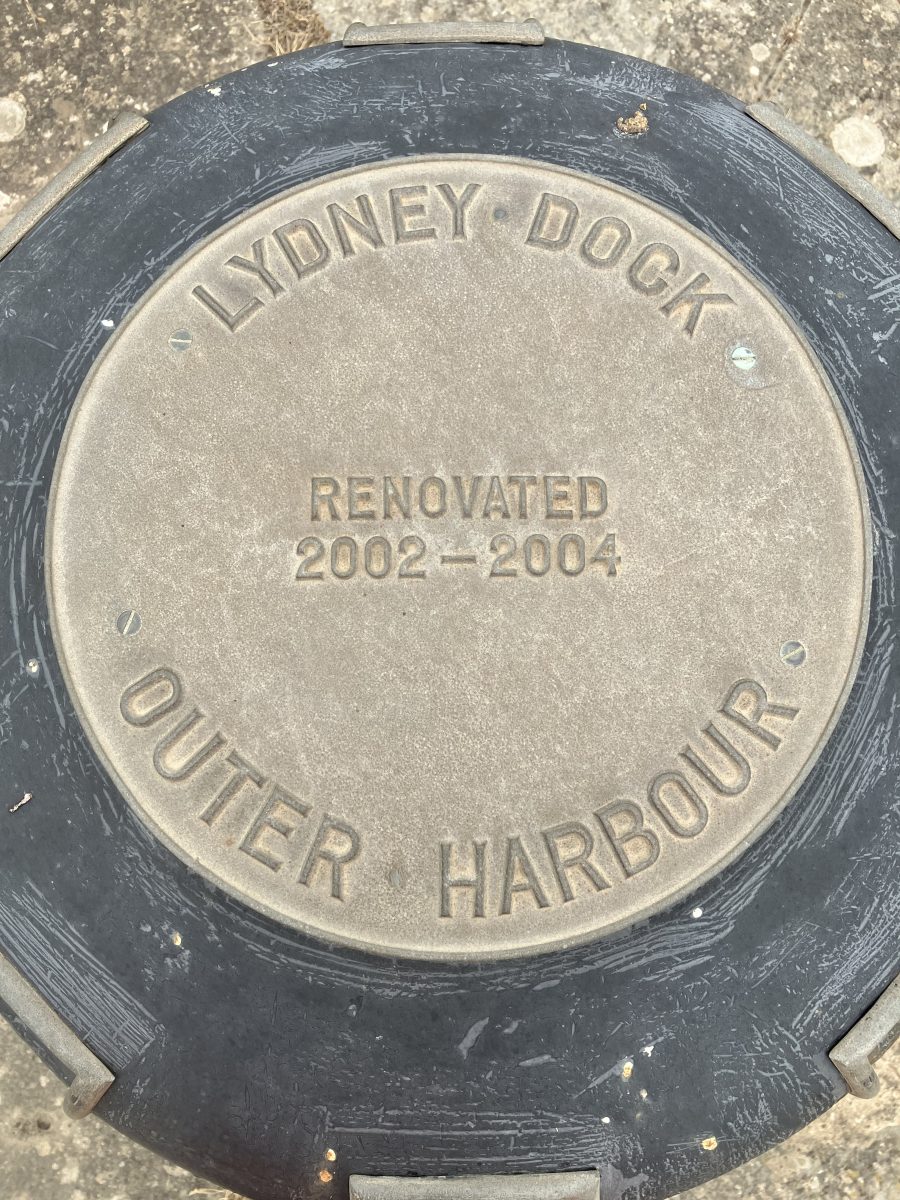 LYDNEY DOCK
RENOVATED
2002 – 2004
OUTER HARBOUR